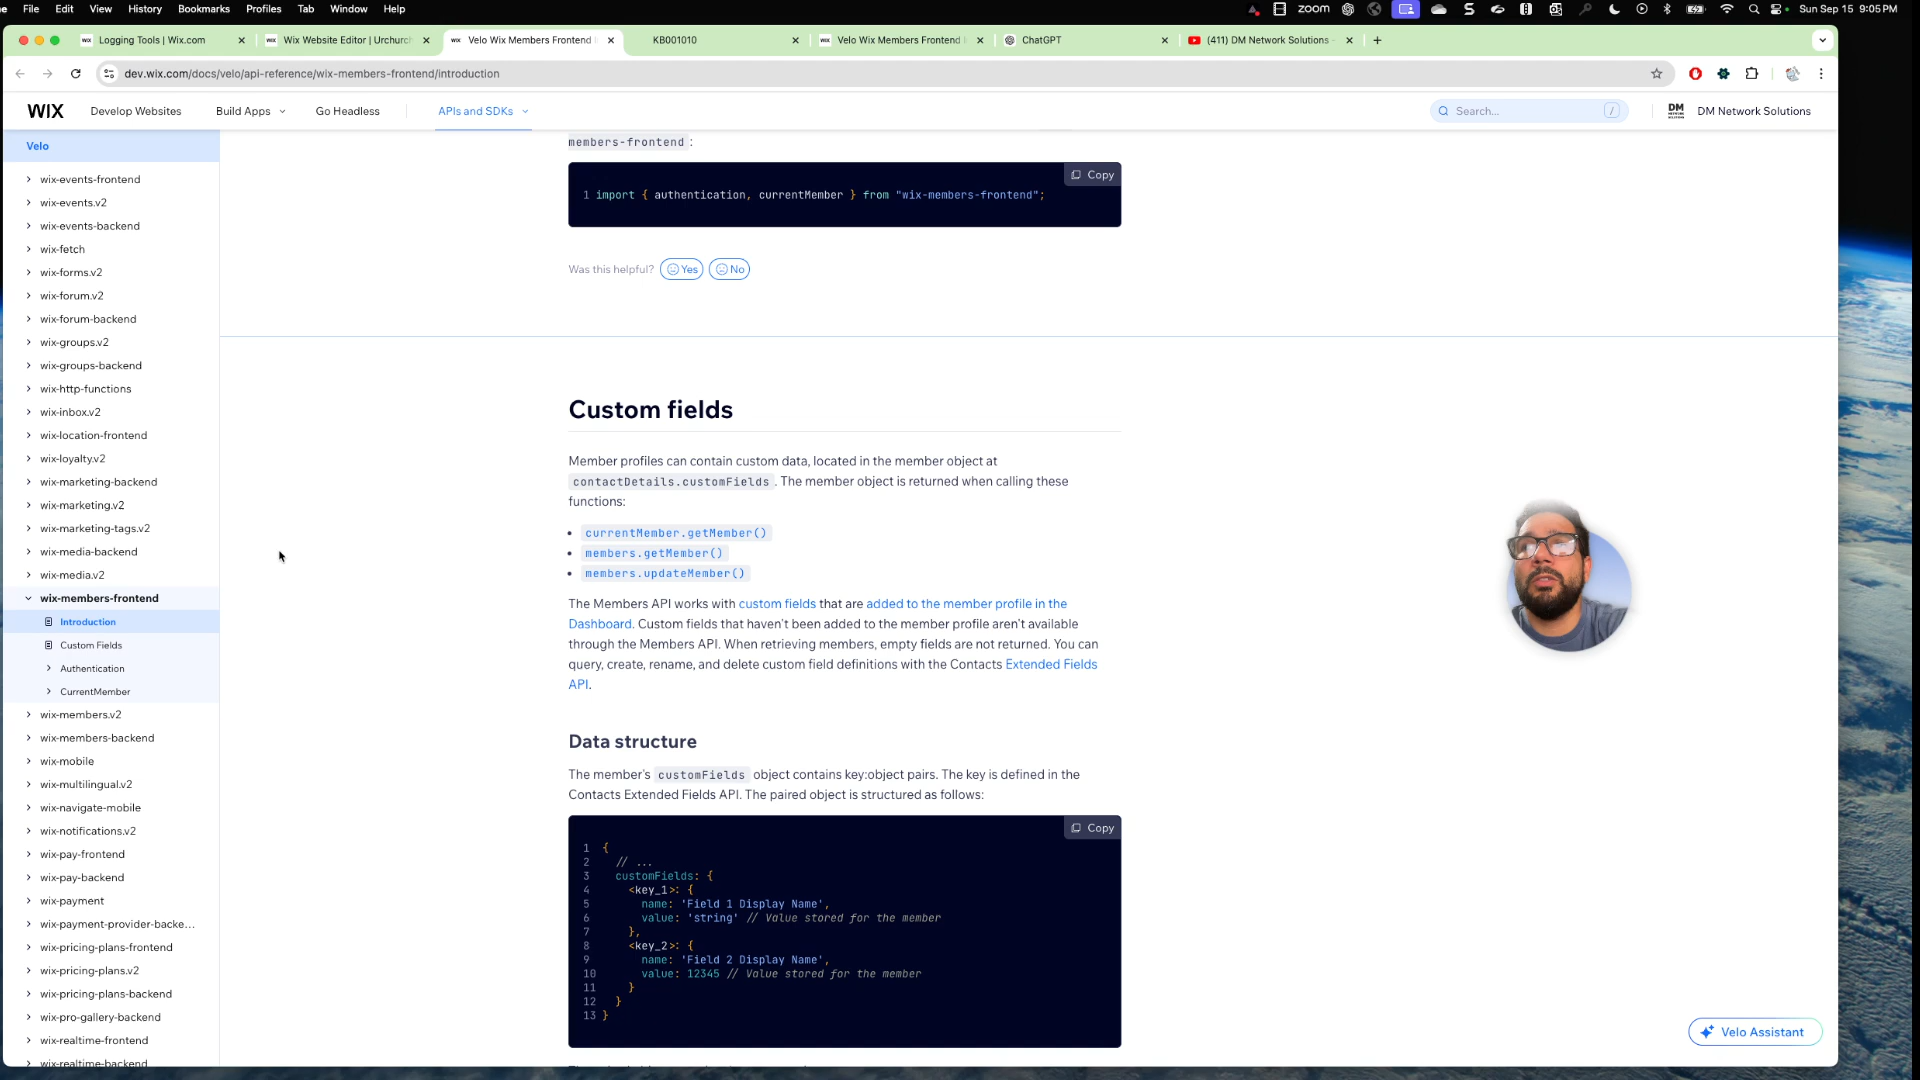 File Edit View History Bookmarks Profiles Tab Window Help
zoom
Sun Sep 15 9:05 PM
Logging Tools | Wix.com
Wix Website Editor | Urchurch
Velo Wix Members Frontend
KB001010
Velo Wix Members Frontend
ChatGPT
(411) DM Network Solutions -
dev.wix.com/docs/velo/api-reference/wix-members-frontend/introduction
WIX
Develop Websites
Build Apps
Go Headless
APIs and SDKs
Search...
/
DM
DM Network Solutions
Velo
wix-events-frontend
wix-events.v2
wix-events-backend
wix-fetch
wix-forms.v2
wix-forum.v2
wix-forum-backend
wix-groups.v2
wix-groups-backend
wix-http-functions
wix-inbox.v2
wix-location-frontend
wix-loyalty.v2
wix-marketing-backend
wix-marketing.v2
wix-marketing-tags.v2
wix-media-backend
wix-media.v2
wix-members-frontend
Introduction
Custom Fields
Authentication
CurrentMember
wix-members.v2
wix-members-backend
wix-mobile
wix-multilingual.v2
wix-navigate-mobile
wix-notifications.v2
wix-pay-frontend
wix-pay-backend
wix-payment
wix-payment-provider-backe...
wix-pricing-plans-frontend
wix-pricing-plans.v2
wix-pricing-plans-backend
wix-pro-gallery-backend
wix-realtime-frontend
wix-realtime-backend
members-frontend :
Copy
1 import { authentication, currentMember } from "wix-members-frontend";
Was this helpful? Yes No
Custom fields
Member profiles can contain custom data, located in the member object at
contactDetails.customFields . The member object is returned when calling these
functions:
• currentMember.getMember()
• members.getMember()
• members.updateMember()
The Members API works with custom fields that are added to the member profile in the
Dashboard. Custom fields that haven't been added to the member profile aren't available
through the Members API. When retrieving members, empty fields are not returned. You can
query, create, rename, and delete custom field definitions with the Contacts Extended Fields
API.
Data structure
The member's customFields object contains key:object pairs. The key is defined in the
Contacts Extended Fields API. The paired object is structured as follows:
Copy
1 {
2 // ...
3 customFields: {
4 <key_1>: {
5 name: 'Field 1 Display Name',
6 value: 'string' // Value stored for the member
7 },
8 <key_2>: {
9 name: 'Field 2 Display Name',
10 value: 12345 // Value stored for the member
11 }
12 }
13 }
Velo Assistant